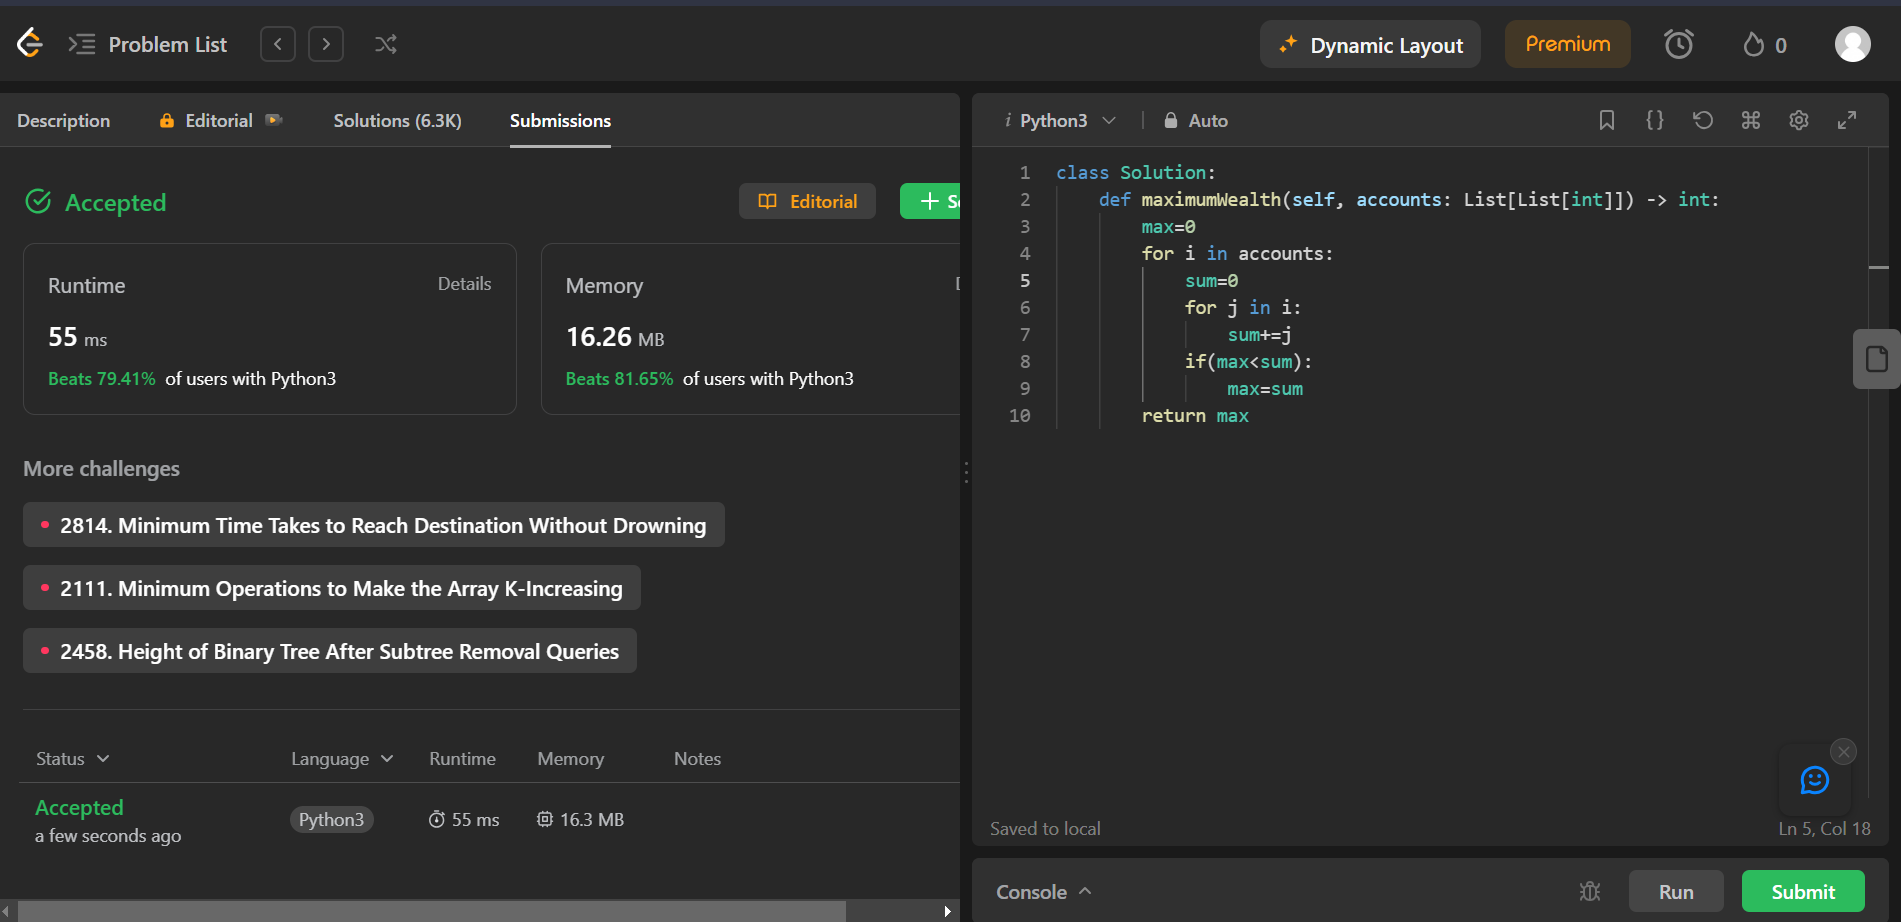 Problem List
Dynamic Layout
Premium
0
Description
Editorial
Solutions (6.3K)
Submissions
Accepted
Editorial
Runtime
Details
55 ms
Beats 79.41% of users with Python3
Memory
16.26 MB
Beats 81.65% of users with Python3
More challenges
2814. Minimum Time Takes to Reach Destination Without Drowning
2111. Minimum Operations to Make the Array K-Increasing
2458. Height of Binary Tree After Subtree Removal Queries
Status
Language
Runtime
Memory
Notes
Accepted
a few seconds ago
Python3
55 ms
16.3 MB
i Python3
Auto
1 class Solution:
2 def maximumWealth(self, accounts: List[List[int]]) -> int:
3 max=0
4 for i in accounts:
5 sum=0
6 for j in i:
7 sum+=j
8 if(max<sum):
9 max=sum
10 return max
Saved to local
Ln 5, Col 18
Console
Run
Submit